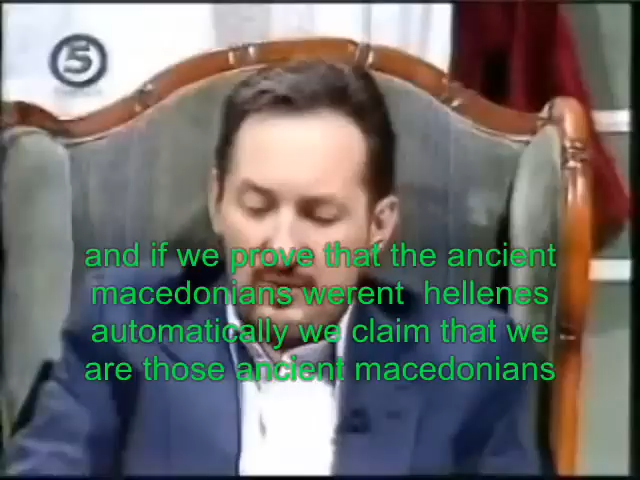 5
and if we prove that the ancient
macedonians werent  hellenes
automatically we claim that we
are those ancient macedonians